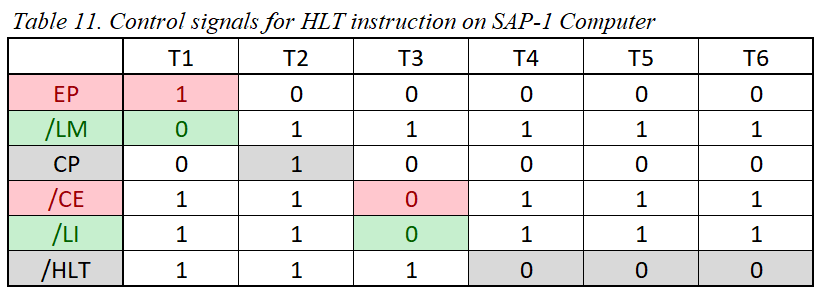 Table 11. Control signals for HLT instruction on SAP-1 Computer
T1 T2 T3 T4 T5 T6
EP 1 0 0 0 0 0
/LM 0 1 1 1 1 1
CP 0 1 0 0 0 0
/CE 1 1 0 1 1 1
/LI 1 1 0 1 1 1
/HLT 1 1 1 0 0 0